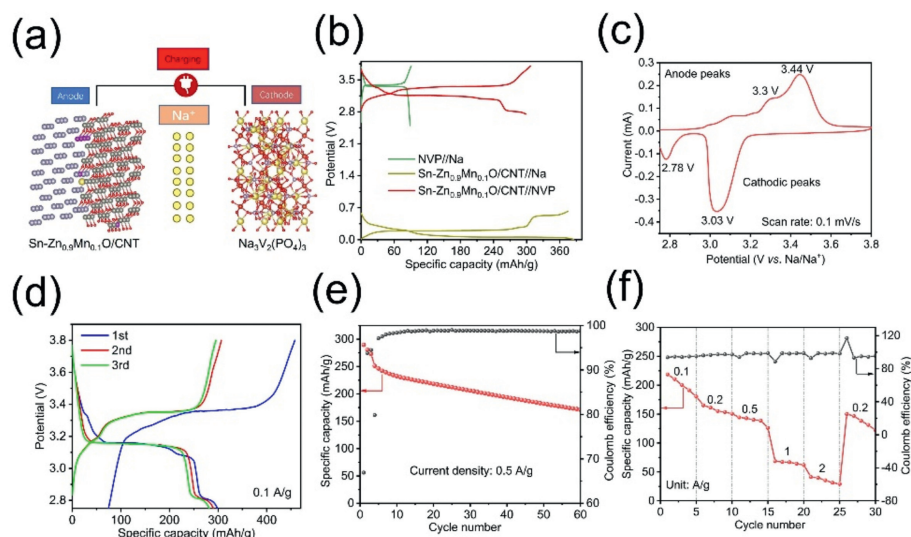 (a)
Charging
Anode
Na⁺
Cathode
Sn-Zn₀.₉Mn₀.₁O/CNT
Na₃V₂(PO₄)₃
(b)
Potential (V)
3.6
2.8
2.1
1.4
0.7
0.0
NVP//Na
Sn-Zn₀.₉Mn₀.₁O/CNT//Na
Sn-Zn₀.₉Mn₀.₁O/CNT//NVP
0 60 120 180 240 300 360
Specific capacity (mAh/g)
(c)
Current (mA)
0.4
0.3
0.2
0.1
0.0
-0.1
-0.2
-0.3
-0.4
Anode peaks
3.44 V
3.3 V
2.78 V
3.03 V
Cathodic peaks
Scan rate: 0.1 mV/s
2.8 3.0 3.2 3.4 3.6 3.8
Potential (V vs. Na/Na⁺)
(d)
Potential (V)
3.8
3.6
3.4
3.2
3.0
2.8
1st
2nd
3rd
0.1 A/g
0 100 200 300 400
Specific capacity (mAh/g)
(e)
Specific capacity (mAh/g)
300
250
200
150
100
50
0
Current density: 0.5 A/g
0 5 10 15 20 25 30 35 40 45 50 55 60
Cycle number
100
90
80
70
60
Coulomb efficiency (%)
(f)
Specific capacity (mAh/g)
300
250
200
150
100
50
0
0.1
0.2
0.5
1
2
0.2
Unit: A/g
0 5 10 15 20 25 30
Cycle number
120
80
40
0
-40
-80
Coulomb efficiency (%)